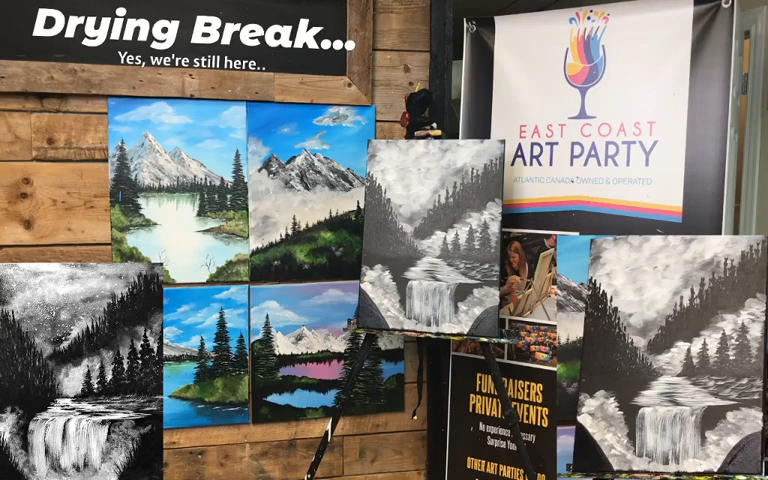 Drying Break...
Yes, we're still here..
EAST COAST
ART PARTY
ATLANTIC CANADA OWNED & OPERATED
FUNDRAISERS
PRIVATE EVENTS
No experience
Surprise
OTHER ART PARTIES